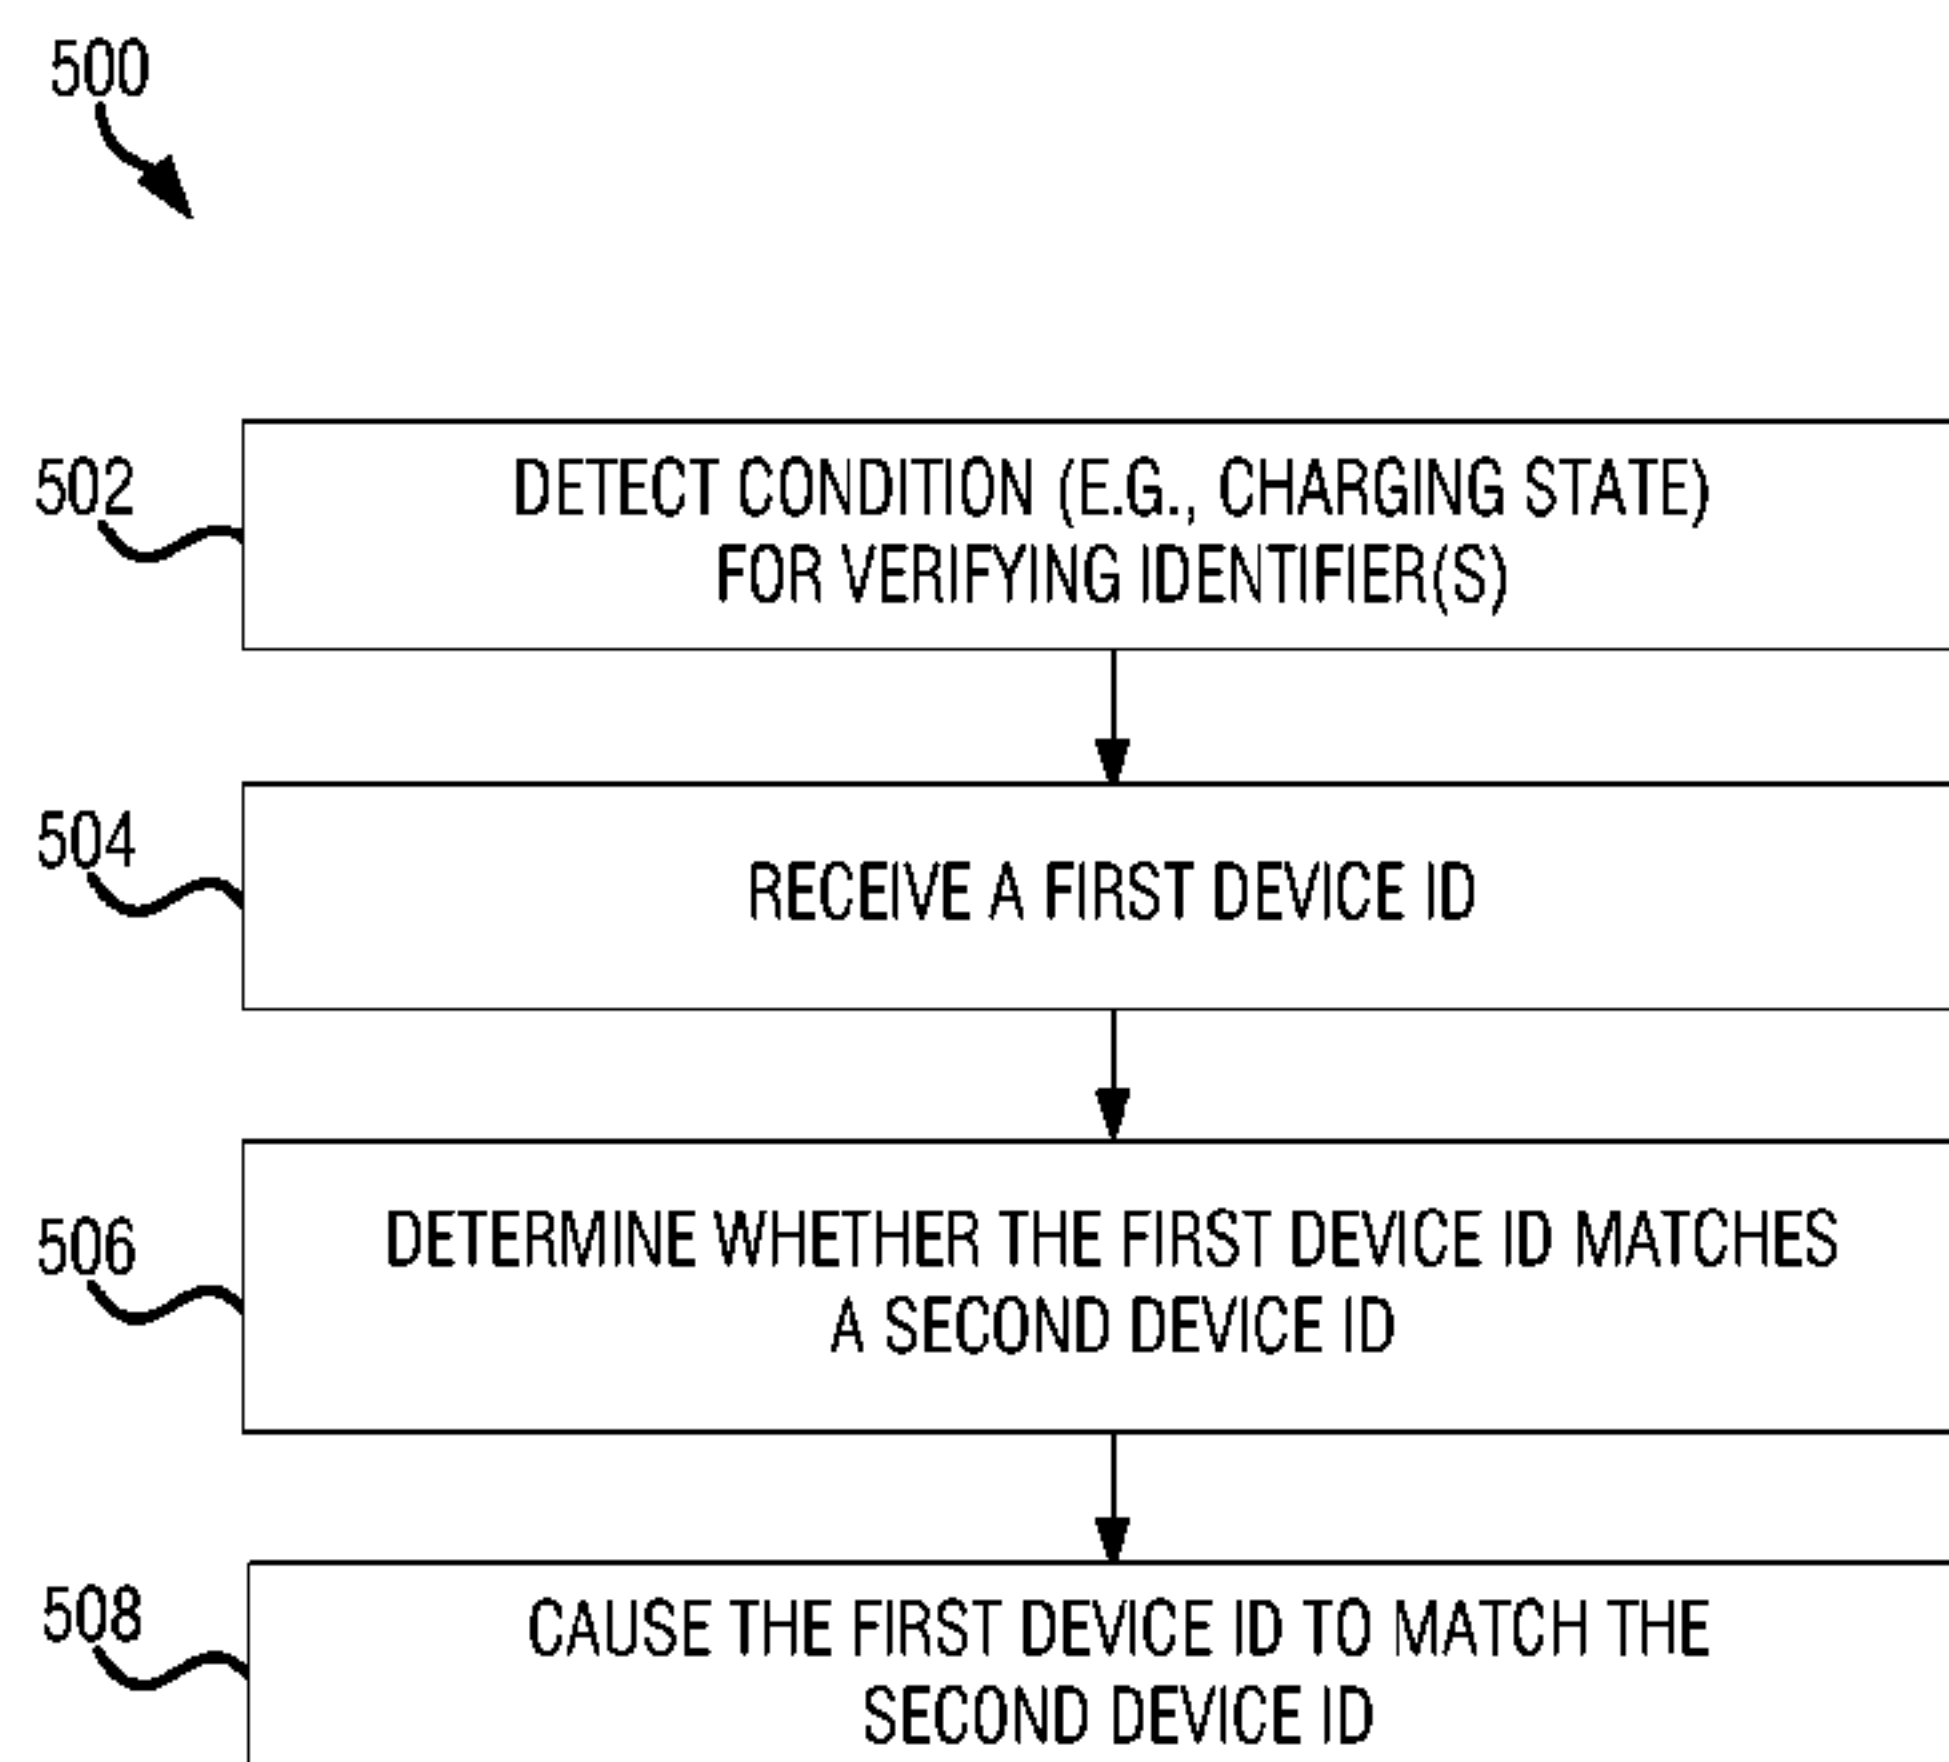 500
502
DETECT CONDITION (E.G., CHARGING STATE)
FOR VERIFYING IDENTIFIER(S)
504
RECEIVE A FIRST DEVICE ID
506
DETERMINE WHETHER THE FIRST DEVICE ID MATCHES
A SECOND DEVICE ID
508
CAUSE THE FIRST DEVICE ID TO MATCH THE
SECOND DEVICE ID